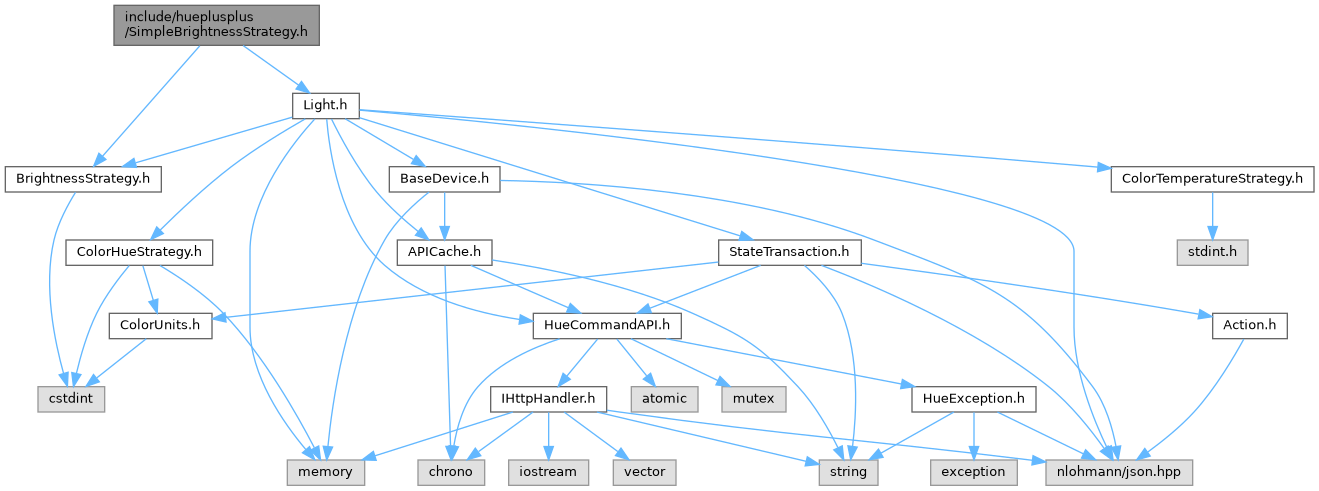 include/hueplusplus
/SimpleBrightnessStrategy.h
Light.h
BrightnessStrategy.h
BaseDevice.h
ColorTemperatureStrategy.h
ColorHueStrategy.h
APICache.h
StateTransaction.h
stdint.h
ColorUnits.h
HueCommandAPI.h
Action.h
cstdint
IHttpHandler.h
atomic
mutex
HueException.h
memory
chrono
iostream
vector
string
exception
nlohmann/json.hpp